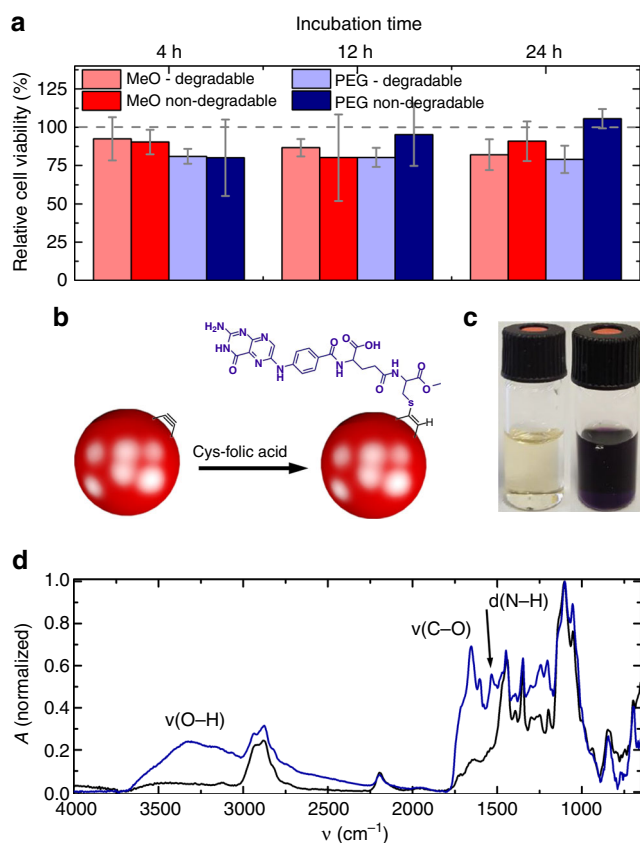 a
Incubation time
4 h 12 h 24 h
Relative cell viability (%)
125
100
75
50
25
0
MeO - degradable
PEG - degradable
MeO non-degradable
PEG non-degradable
b
H₂N
N
N
HN
N
N
O
N
H
O
N
H
O
OH
O
H
N
O
O
S
H
Cys-folic acid
c
d
A (normalized)
1.0
0.8
0.6
0.4
0.2
0.0
ν(O–H)
ν(C–O)
d(N–H)
4000 3500 3000 2500 2000 1500 1000
ν (cm⁻¹)